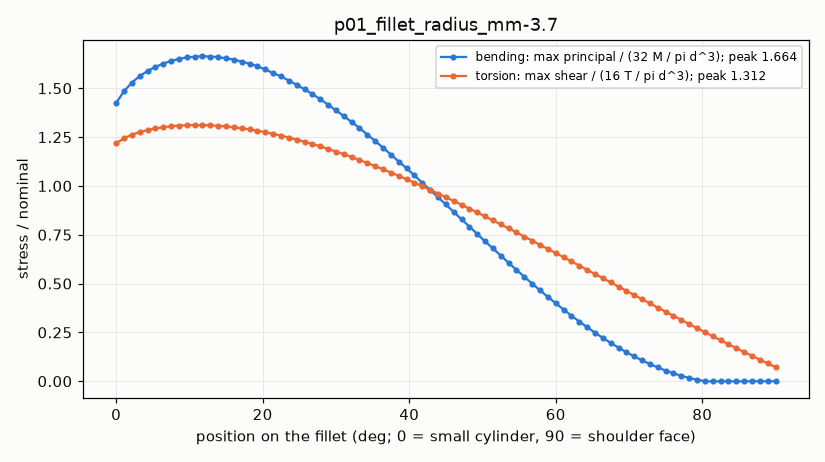 p01_fillet_radius_mm-3.7
bending: max principal / (32 M / pi d^3); peak 1.664
torsion: max shear / (16 T / pi d^3); peak 1.312
stress / nominal
1.50
1.25
1.00
0.75
0.50
0.25
0.00
0 20 40 60 80
position on the fillet (deg; 0 = small cylinder, 90 = shoulder face)